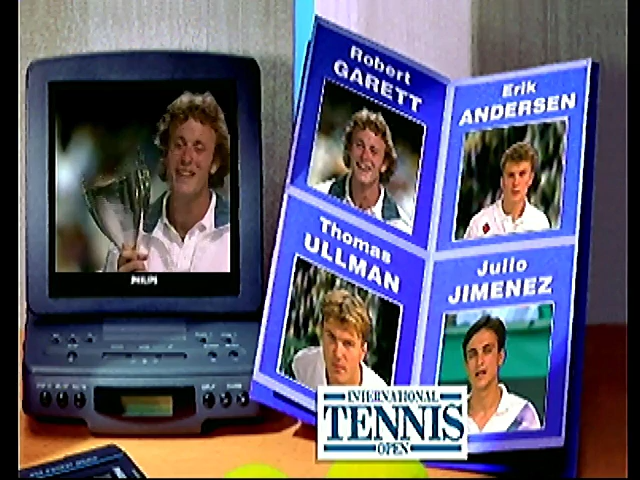 Robert
GARETT
Erik
ANDERSEN
Thomas
ULLMAN
Julio
JIMENEZ
PHILIPS
INTERNATIONAL
TENNIS
OPEN